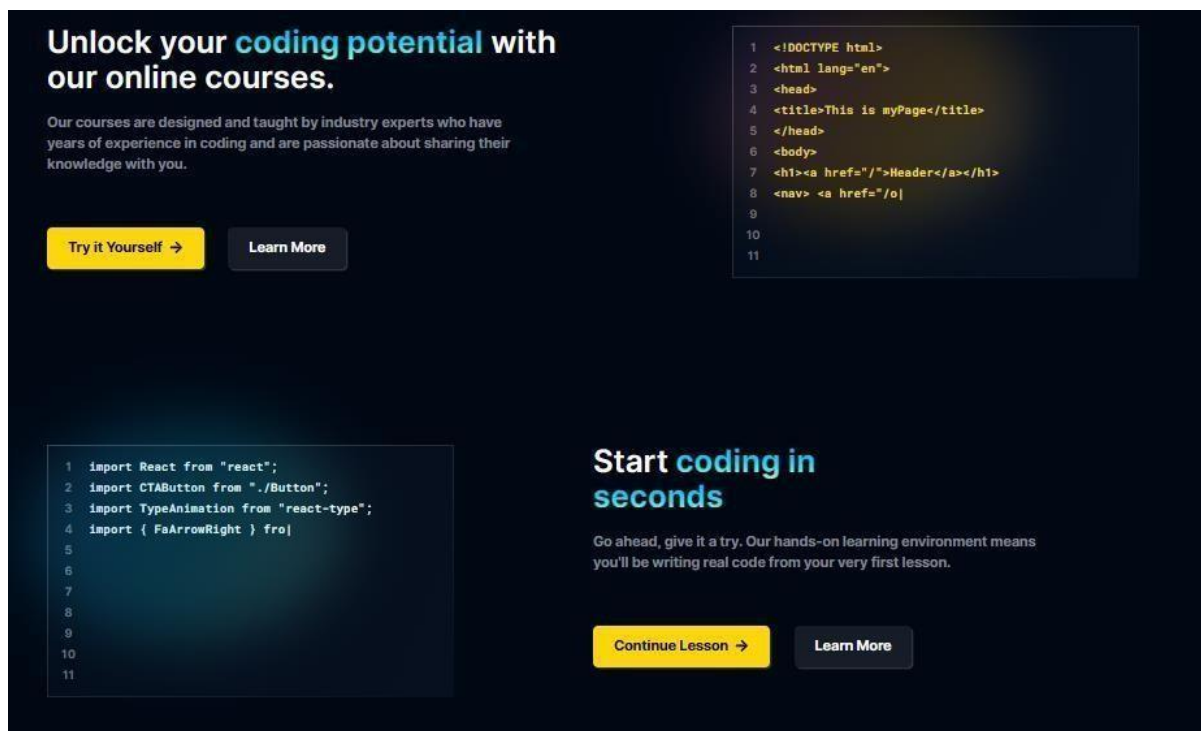 Unlock your coding potential with
our online courses.
Our courses are designed and taught by industry experts who have
years of experience in coding and are passionate about sharing their
knowledge with you.
Try it Yourself →
Learn More
1 <!DOCTYPE html>
2 <html lang="en">
3 <head>
4 <title>This is myPage</title>
5 </head>
6 <body>
7 <h1><a href="/">Header</a></h1>
8 <nav> <a href="/o|
9
10
11
1 import React from "react";
2 import CTAButton from "./Button";
3 import TypeAnimation from "react-type";
4 import { FaArrowRight } fro|
5
6
7
8
9
10
11
Start coding in
seconds
Go ahead, give it a try. Our hands-on learning environment means
you'll be writing real code from your very first lesson.
Continue Lesson →
Learn More